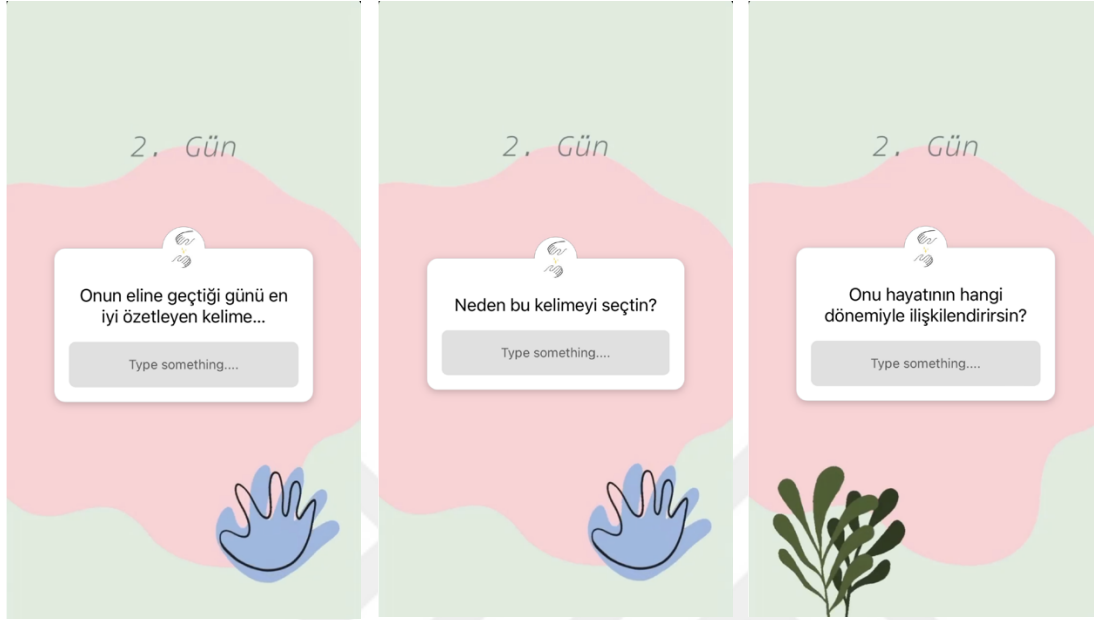 2. Gün
Onun eline geçtiği günü en
iyi özetleyen kelime...
Type something....
2. Gün
Neden bu kelimeyi seçtin?
Type something....
2. Gün
Onu hayatının hangi
dönemiyle ilişkilendirirsin?
Type something....